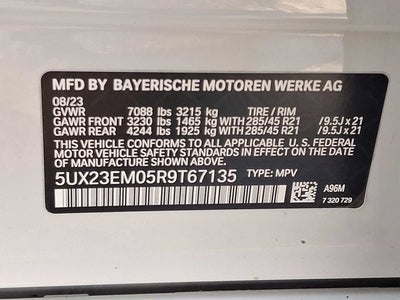 MFD BY BAYERISCHE MOTOREN WERKE AG
08/23
GVWR 7088 lbs 3215 kg TIRE / RIM
GAWR FRONT 3230 lbs 1465 kg WITH 285/45 R21 /9.5J x 21
GAWR REAR 4244 lbs 1925 kg WITH 285/45 R21 /9.5J x 21
THIS VEHICLE CONFORMS TO ALL APPLICABLE U. S. FEDERAL
MOTOR VEHICLE SAFETY STANDARDS IN EFFECT ON THE DATE
OF MANUFACTURE SHOWN ABOVE.
5UX23EM05R9T67135 TYPE: MPV
A96M
7 320 729